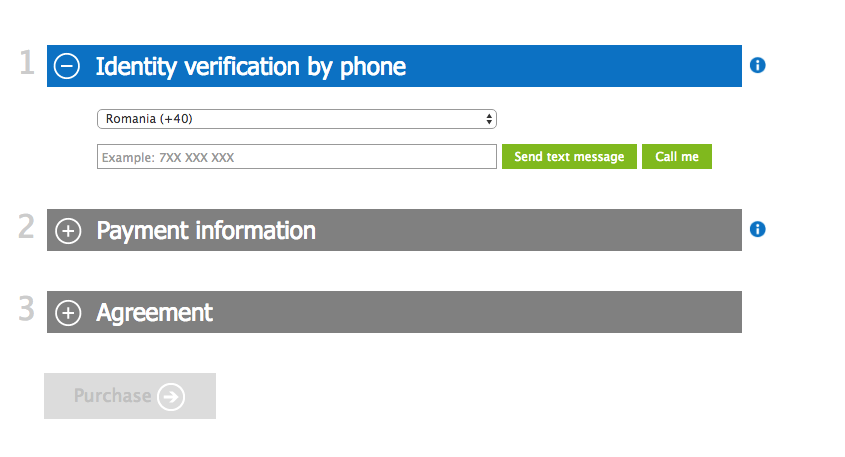 1 Identity verification by phone
Romania (+40)
Example: 7XX XXX XXX Send text message Call me
2 Payment information
3 Agreement
Purchase